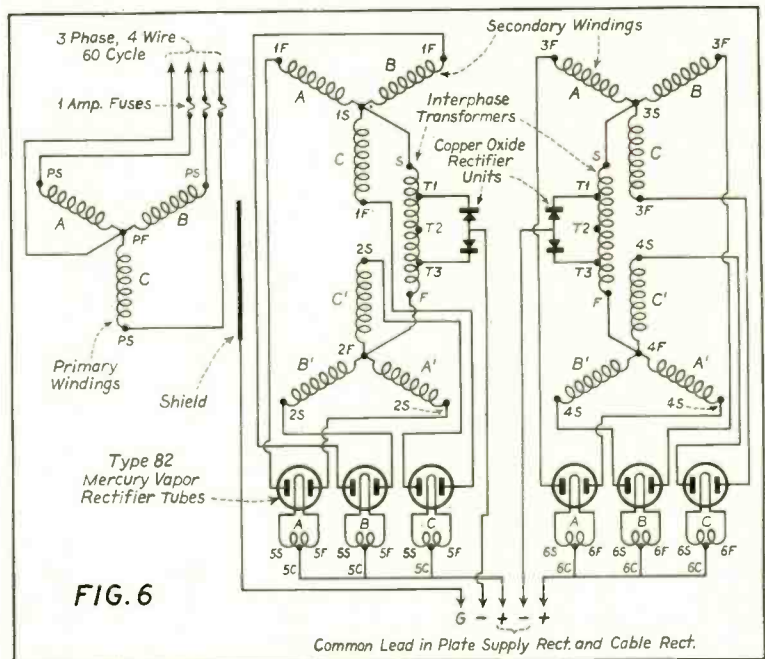 3 Phase, 4 Wire
60 Cycle
1 Amp. Fuses
PS
PS
A
B
PF
C
PS
Primary
Windings
Shield
1F
1F
Secondary Windings
A
B
1S
C
Interphase
Transformers
Copper Oxide
Rectifier
Units
S
T1
T2
T3
F
1F
2S
C'
2F
B'
A'
2S
2S
3F
3F
A
B
3S
C
S
T1
T2
T3
F
3F
4S
C'
4F
B'
A'
4S
4S
Type 82
Mercury Vapor
Rectifier Tubes
A
B
C
5S 5F 5S 5F 5S 5F
5C 5C 5C
A
B
C
6S 6F 6S 6F 6S 6F
6C 6C 6C
FIG. 6
G - + - +
Common Lead in Plate Supply Rect. and Cable Rect.